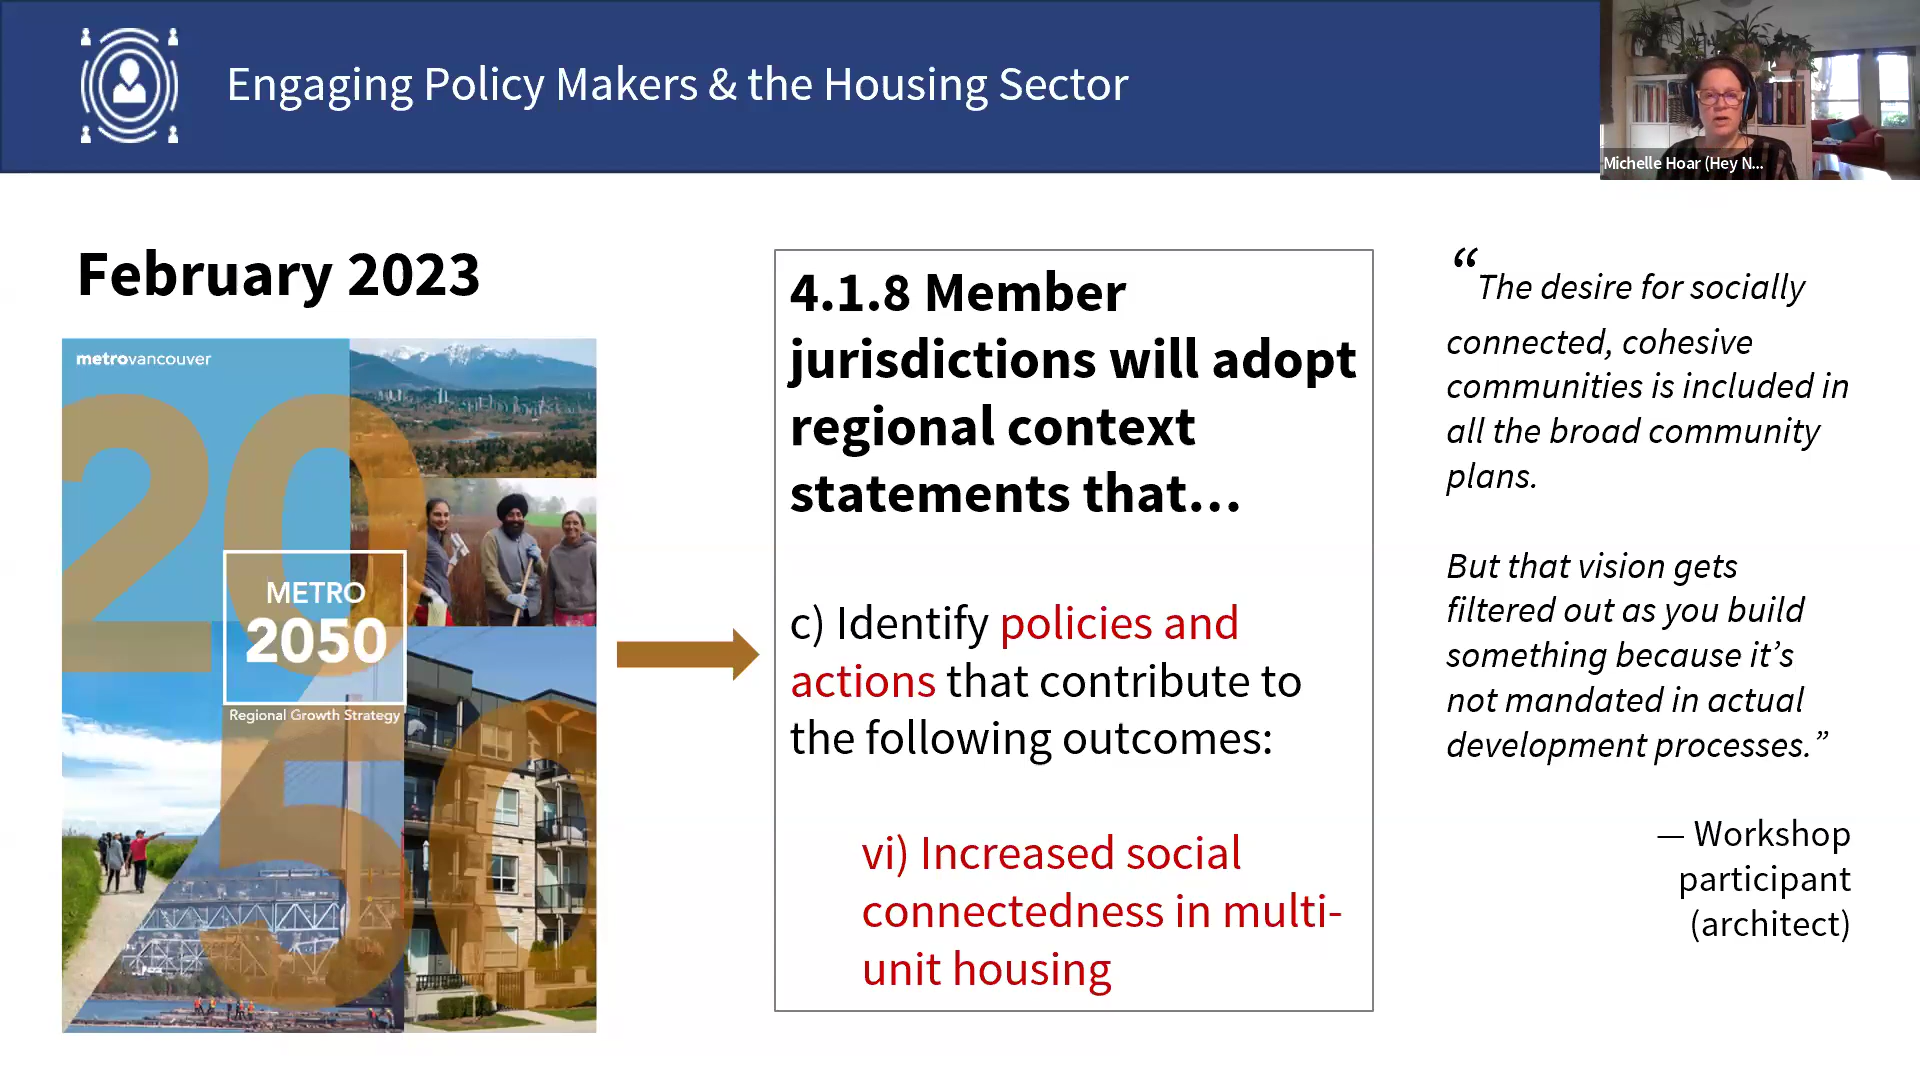 Engaging Policy Makers & the Housing Sector
Michelle Hoar (Hey N...
February 2023
metrovancouver
2050
METRO
2050
Regional Growth Strategy
4.1.8 Member
jurisdictions will adopt
regional context
statements that...
c) Identify policies and
actions that contribute to
the following outcomes:
vi) Increased social
connectedness in multi-
unit housing
“The desire for socially
connected, cohesive
communities is included in
all the broad community
plans.
But that vision gets
filtered out as you build
something because it’s
not mandated in actual
development processes.”
— Workshop
participant
(architect)